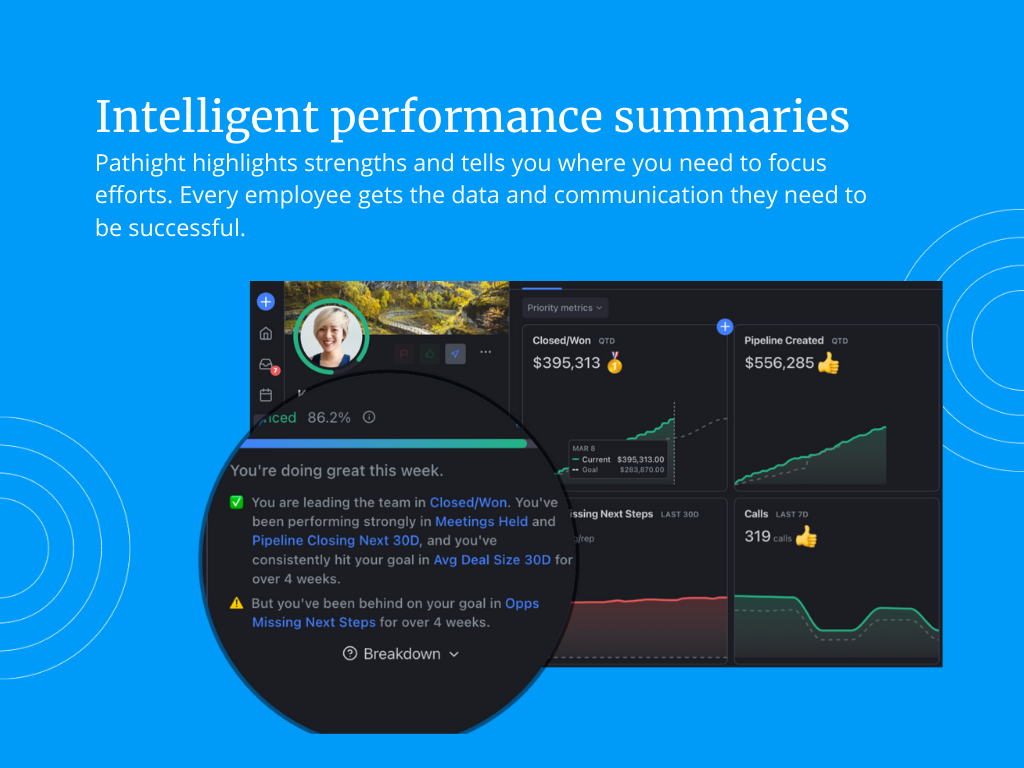 Intelligent performance summaries
Pathight highlights strengths and tells you where you need to focus
efforts. Every employee gets the data and communication they need to
be successful.
Priority metrics
Closed/Won QTD
$395,313
Pipeline Created QTD
$556,285
7
86.2%
MAR 8
Current $395,313.00
Goal $283,870.00
You're doing great this week.
You are leading the team in Closed/Won. You've
been performing strongly in Meetings Held and
Pipeline Closing Next 30D, and you've
consistently hit your goal in Avg Deal Size 30D for
over 4 weeks.
But you've been behind on your goal in Opps
Missing Next Steps for over 4 weeks.
Breakdown
Next Steps LAST 30D
/rep
Calls LAST 7D
319 calls